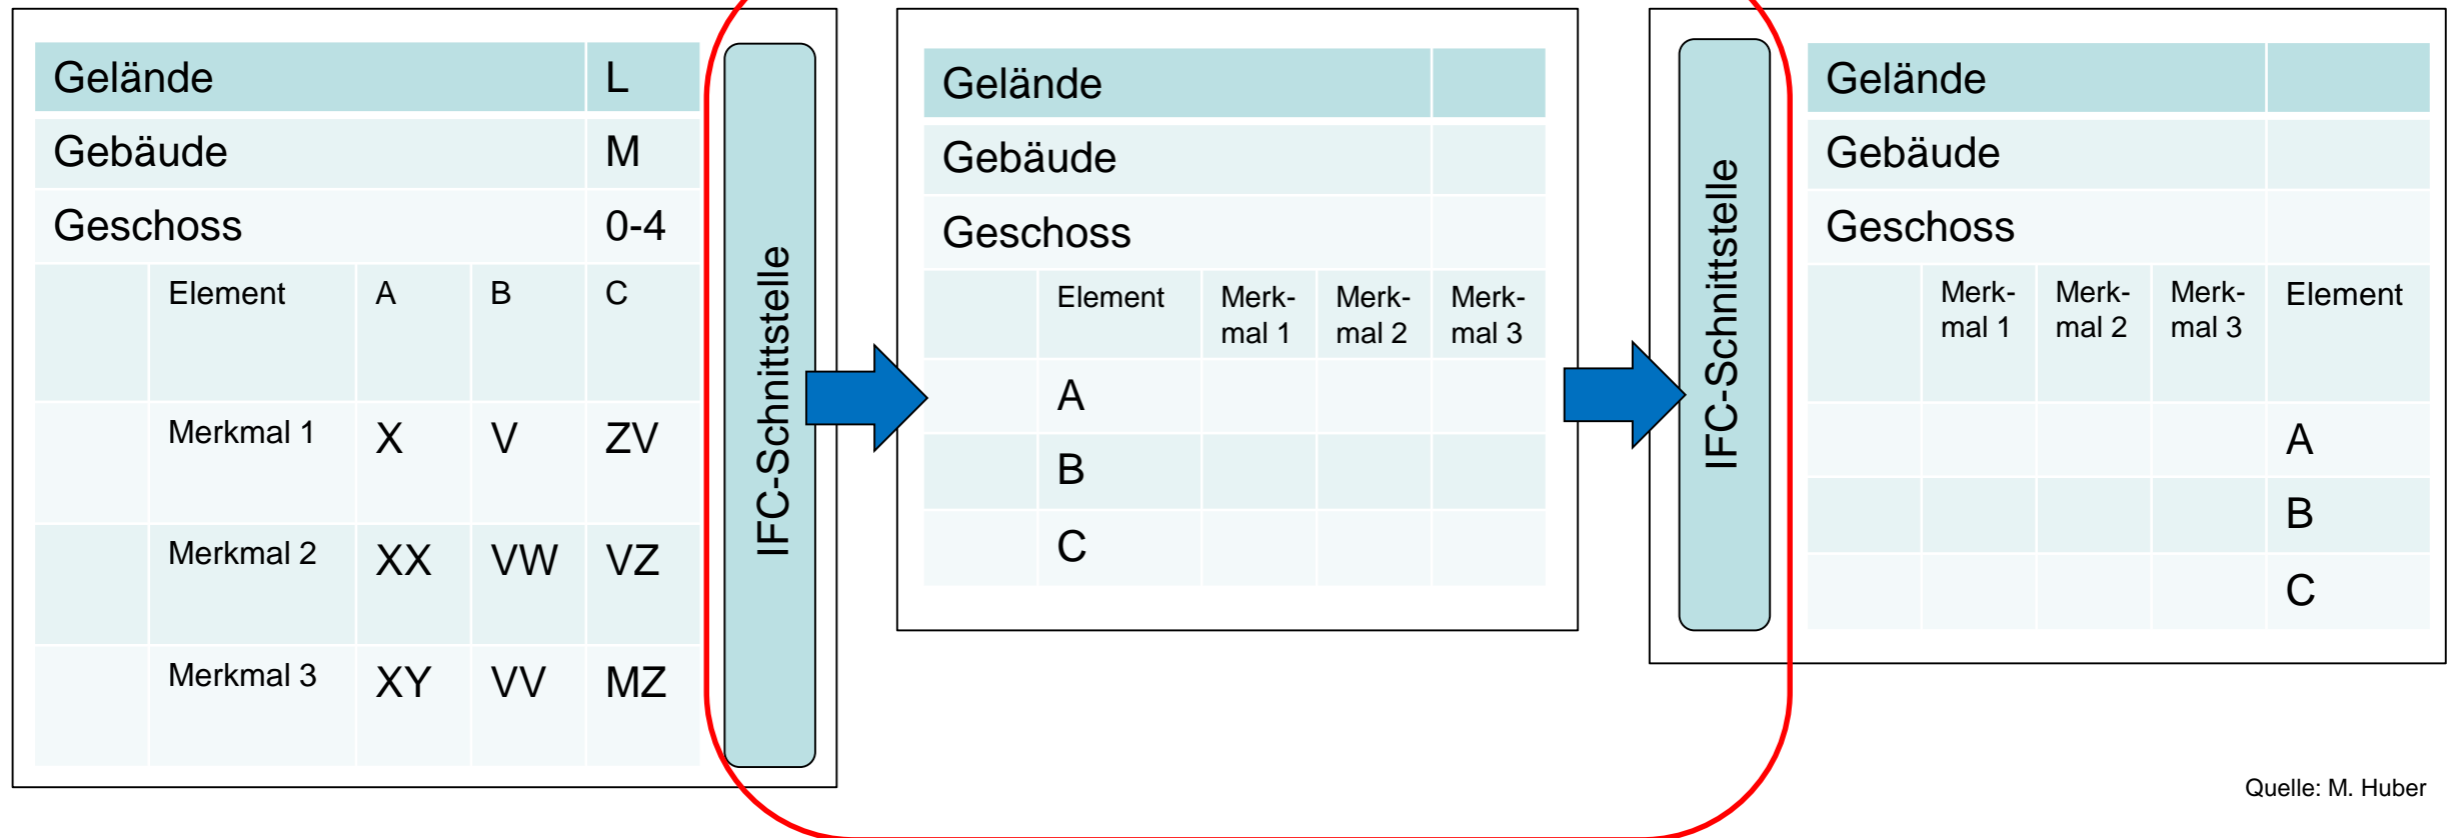 Gelände L
Gebäude M
Geschoss 0-4
Element A B C
Merkmal 1 X V ZV
Merkmal 2 XX VW VZ
Merkmal 3 XY VV MZ
IFC-Schnittstelle
Gelände
Gebäude
Geschoss
Element Merk- Merk- Merk-
mal 1 mal 2 mal 3
A
B
C
IFC-Schnittstelle
Gelände
Gebäude
Geschoss
Merk- Merk- Merk- Element
mal 1 mal 2 mal 3
A
B
C
Quelle: M. Huber